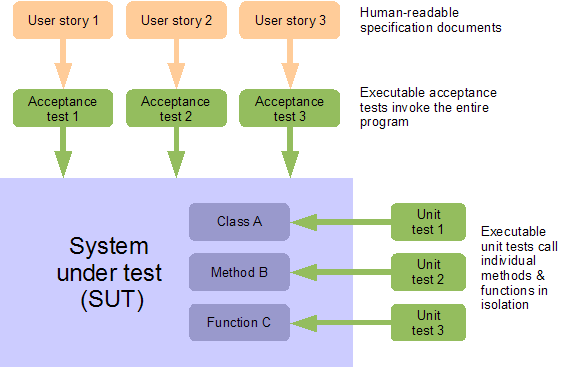 User story 1
User story 2
User story 3
Human-readable
specification documents
Acceptance
test 1
Acceptance
test 2
Acceptance
test 3
Executable acceptance
tests invoke the entire
program
System
under test
(SUT)
Class A
Method B
Function C
Unit
test 1
Unit
test 2
Unit
test 3
Executable
unit tests call
individual
methods &
functions in
isolation